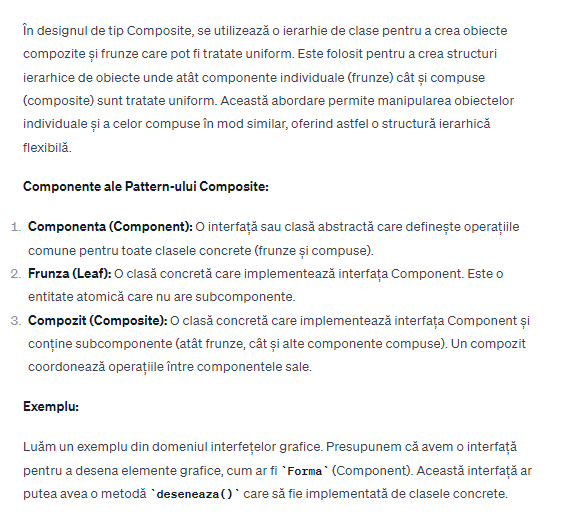 În designul de tip Composite, se utilizează o ierarhie de clase pentru a crea obiecte
compozite și frunze care pot fi tratate uniform. Este folosit pentru a crea structuri
ierarhice de obiecte unde atât componente individuale (frunze) cât și compuse
(composite) sunt tratate uniform. Această abordare permite manipularea obiectelor
individuale și a celor compuse în mod similar, oferind astfel o structură ierarhică
flexibilă.
Componente ale Pattern-ului Composite:
1. Componenta (Component): O interfață sau clasă abstractă care definește operațiile
comune pentru toate clasele concrete (frunze și compuse).
2. Frunza (Leaf): O clasă concretă care implementează interfața Component. Este o
entitate atomică care nu are subcomponente.
3. Compozit (Composite): O clasă concretă care implementează interfața Component și
conține subcomponente (atât frunze, cât și alte componente compuse). Un compozit
coordonează operațiile între componentele sale.
Exemplu:
Luăm un exemplu din domeniul interfețelor grafice. Presupunem că avem o interfață
pentru a desena elemente grafice, cum ar fi `Forma` (Component). Această interfață ar
putea avea o metodă `deseneaza()` care să fie implementată de clasele concrete.